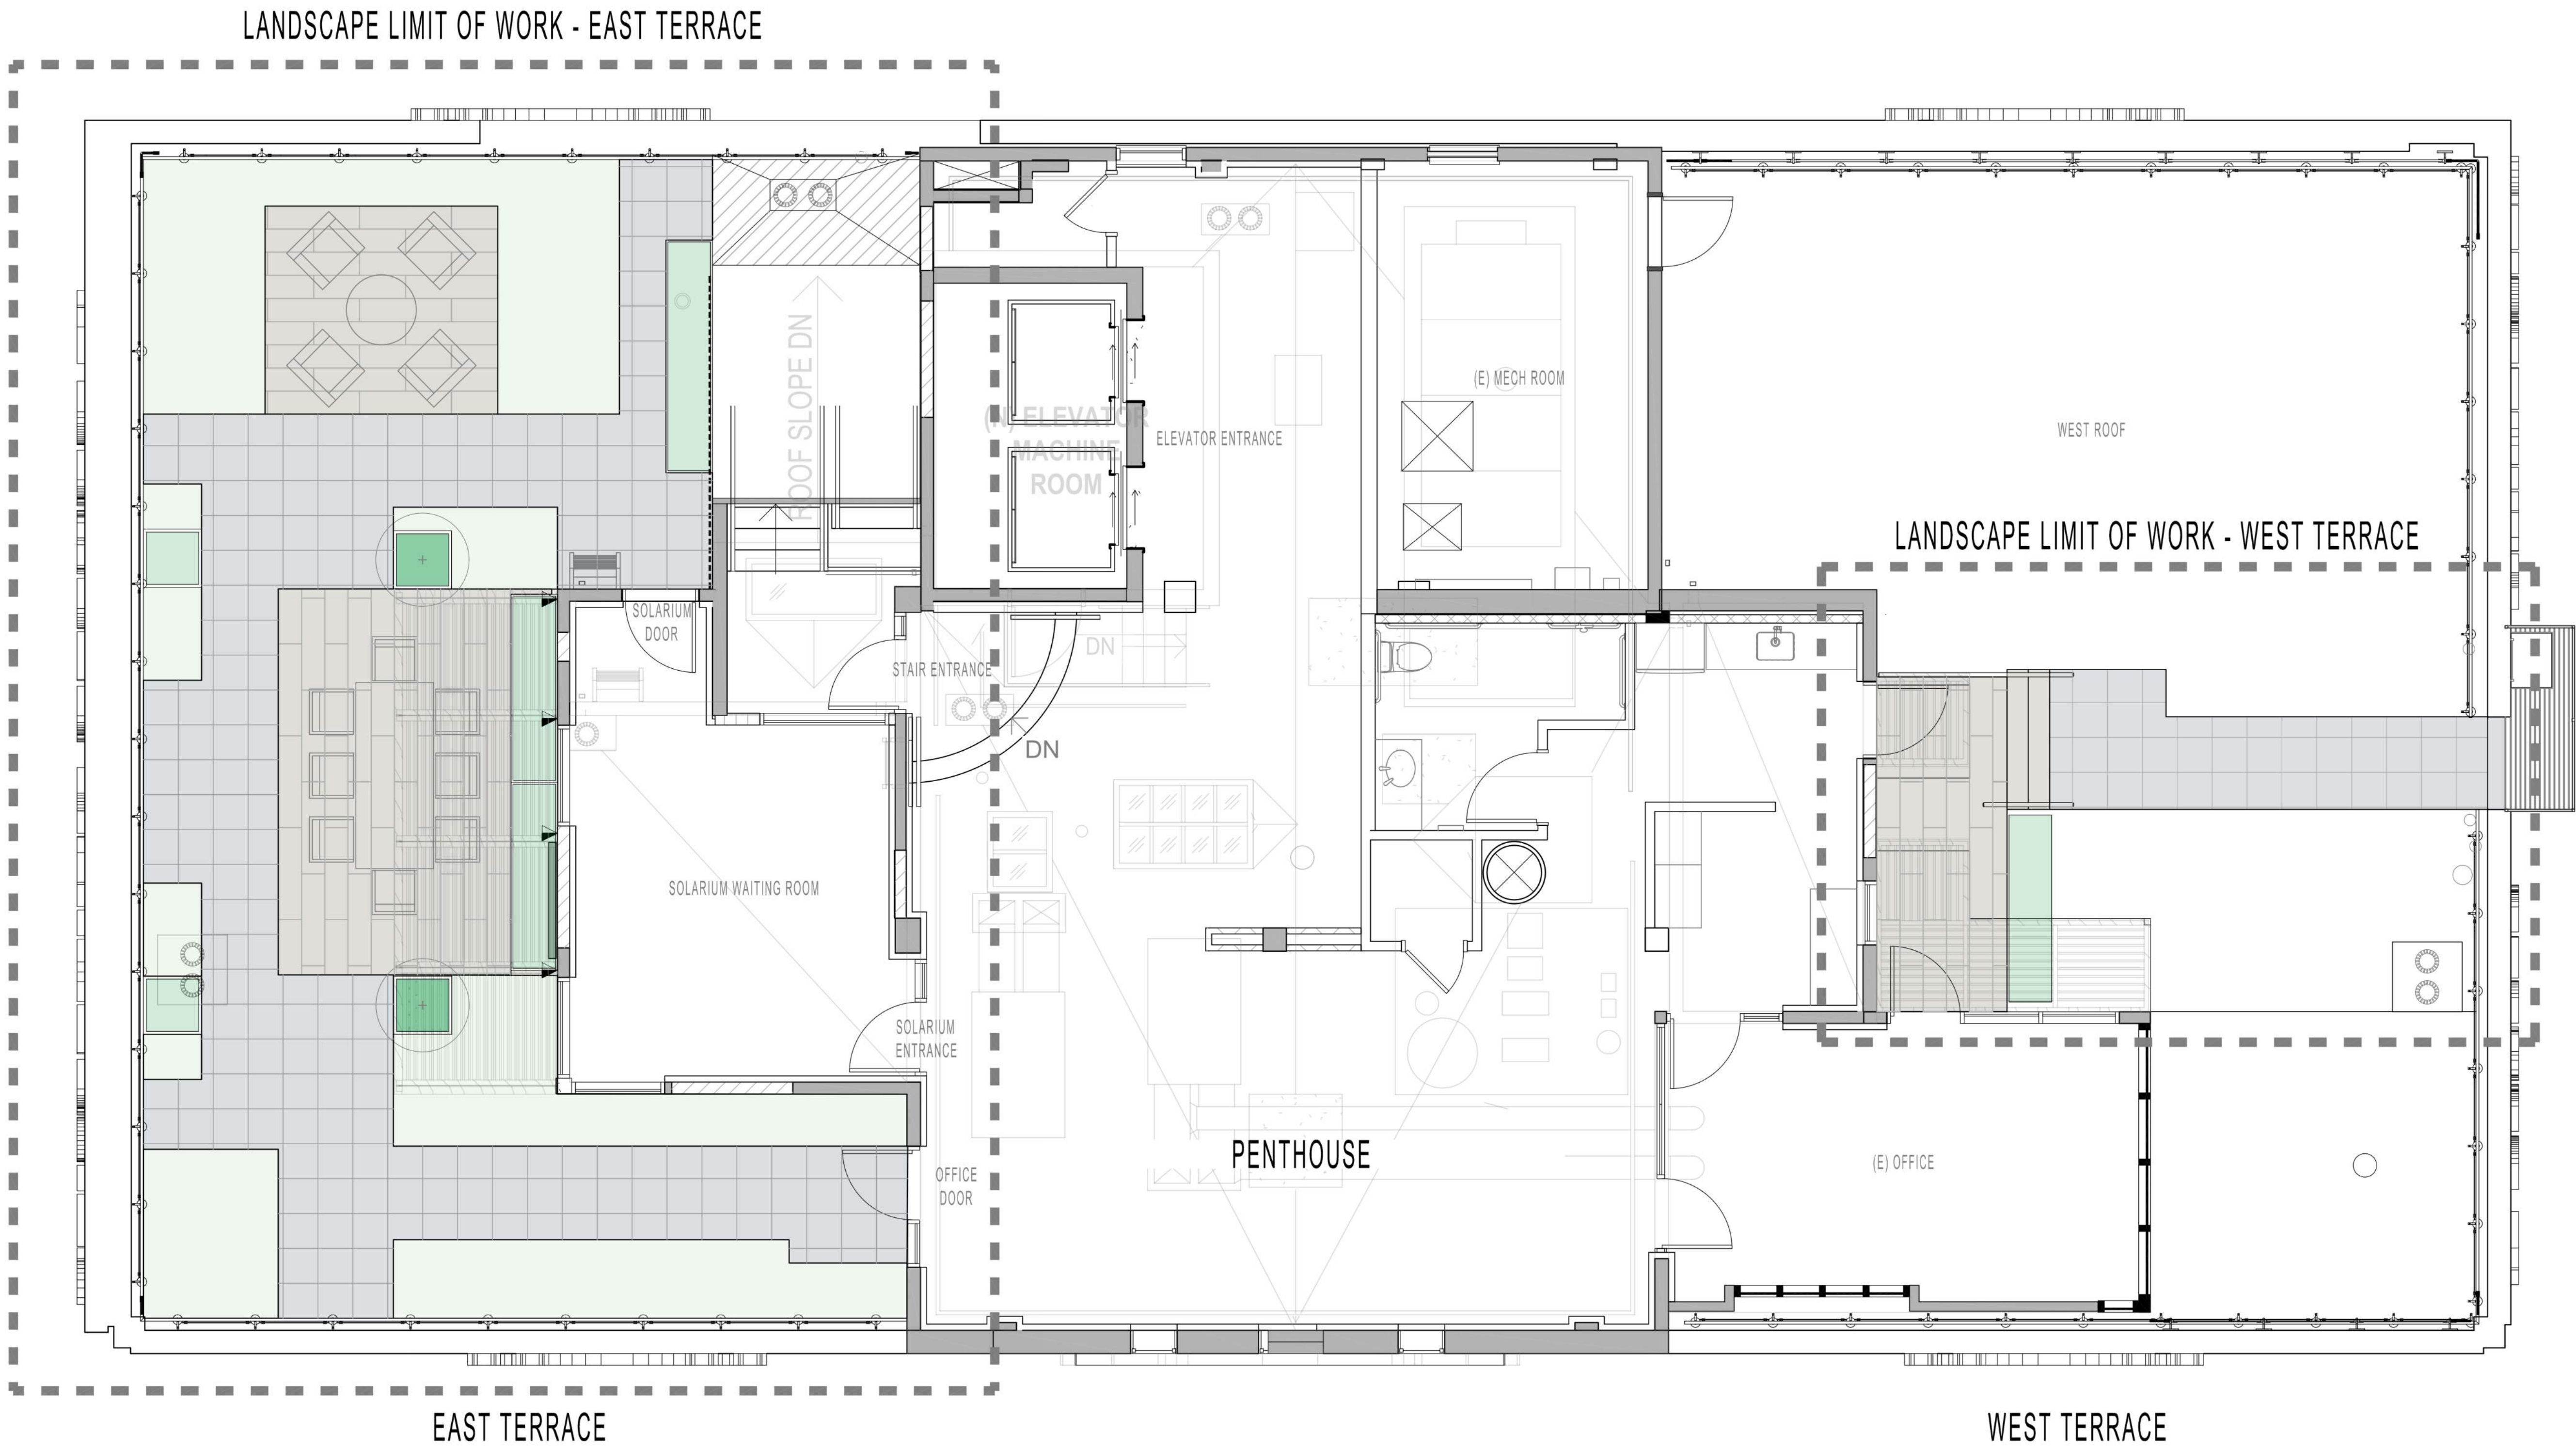 LANDSCAPE LIMIT OF WORK - EAST TERRACE
ROOF SLOPE DN
(N) ELEVATOR
MACHINE
ROOM
ELEVATOR ENTRANCE
(E) MECH ROOM
WEST ROOF
LANDSCAPE LIMIT OF WORK - WEST TERRACE
SOLARIUM
DOOR
STAIR ENTRANCE
DN
DN
SOLARIUM WAITING ROOM
SOLARIUM
ENTRANCE
OFFICE
DOOR
PENTHOUSE
(E) OFFICE
EAST TERRACE
WEST TERRACE